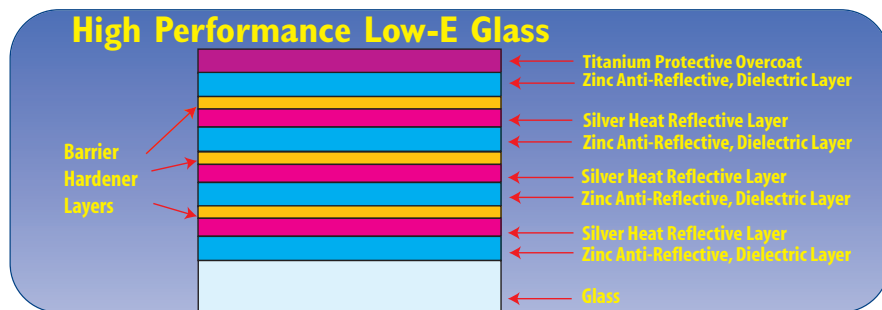 High Performance Low-E Glass
Titanium Protective Overcoat
Zinc Anti-Reflective, Dielectric Layer
Silver Heat Reflective Layer
Zinc Anti-Reflective, Dielectric Layer
Barrier
Hardener
Layers
Silver Heat Reflective Layer
Zinc Anti-Reflective, Dielectric Layer
Silver Heat Reflective Layer
Zinc Anti-Reflective, Dielectric Layer
Glass